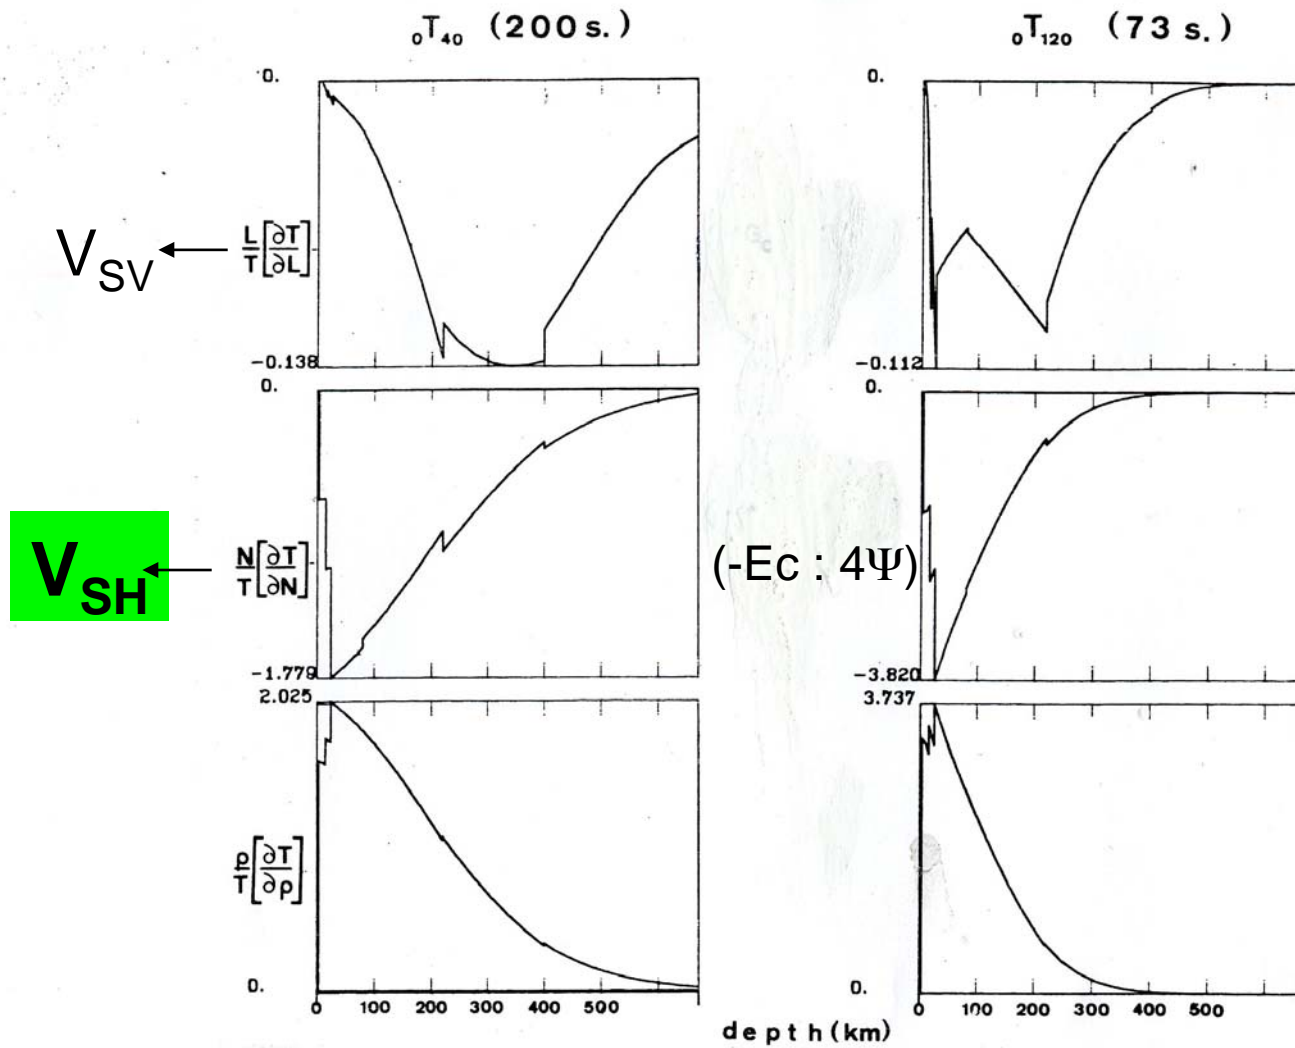 ₀T₄₀ (200 s.)
₀T₁₂₀ (73 s.)
0.
0.
V_SV
L/T[∂T/∂L]
-0.138
-0.112
0.
0.
V_SH
N/T[∂T/∂N]
(-Ec : 4Ψ)
-1.779
-3.820
2.025
3.737
ρ/T[∂T/∂ρ]
0.
0.
0 100 200 300 400 500
0 100 200 300 400 500
depth (km)